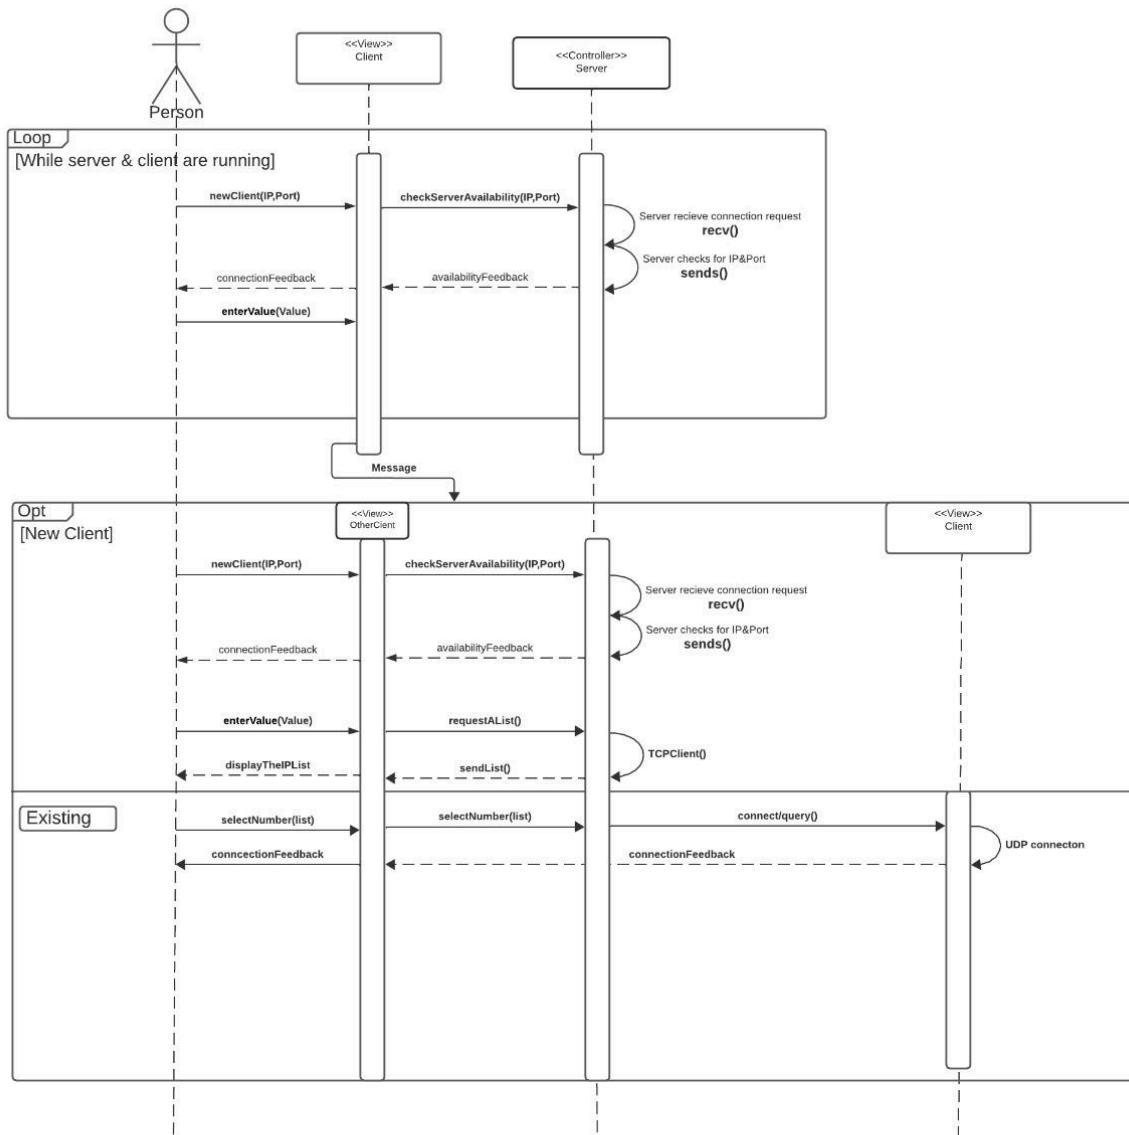 <<View>>
Client
<<Controller>>
Server
Person
Loop
[While server & client are running]
newClient(IP,Port)
checkServerAvailability(IP,Port)
Server recieve connection request
recv()
Server checks for IP&Port
sends()
connectionFeedback
availabilityFeedback
enterValue(Value)
Message
Opt
[New Client]
<<View>>
OtherCient
<<View>>
Client
newClient(IP,Port)
checkServerAvailability(IP,Port)
Server recieve connection request
recv()
Server checks for IP&Port
sends()
connectionFeedback
availabilityFeedback
enterValue(Value)
requestAList()
TCPClient()
displayTheIPList
sendList()
Existing
selectNumber(list)
selectNumber(list)
connect/query()
UDP connecton
conncectionFeedback
connectionFeedback